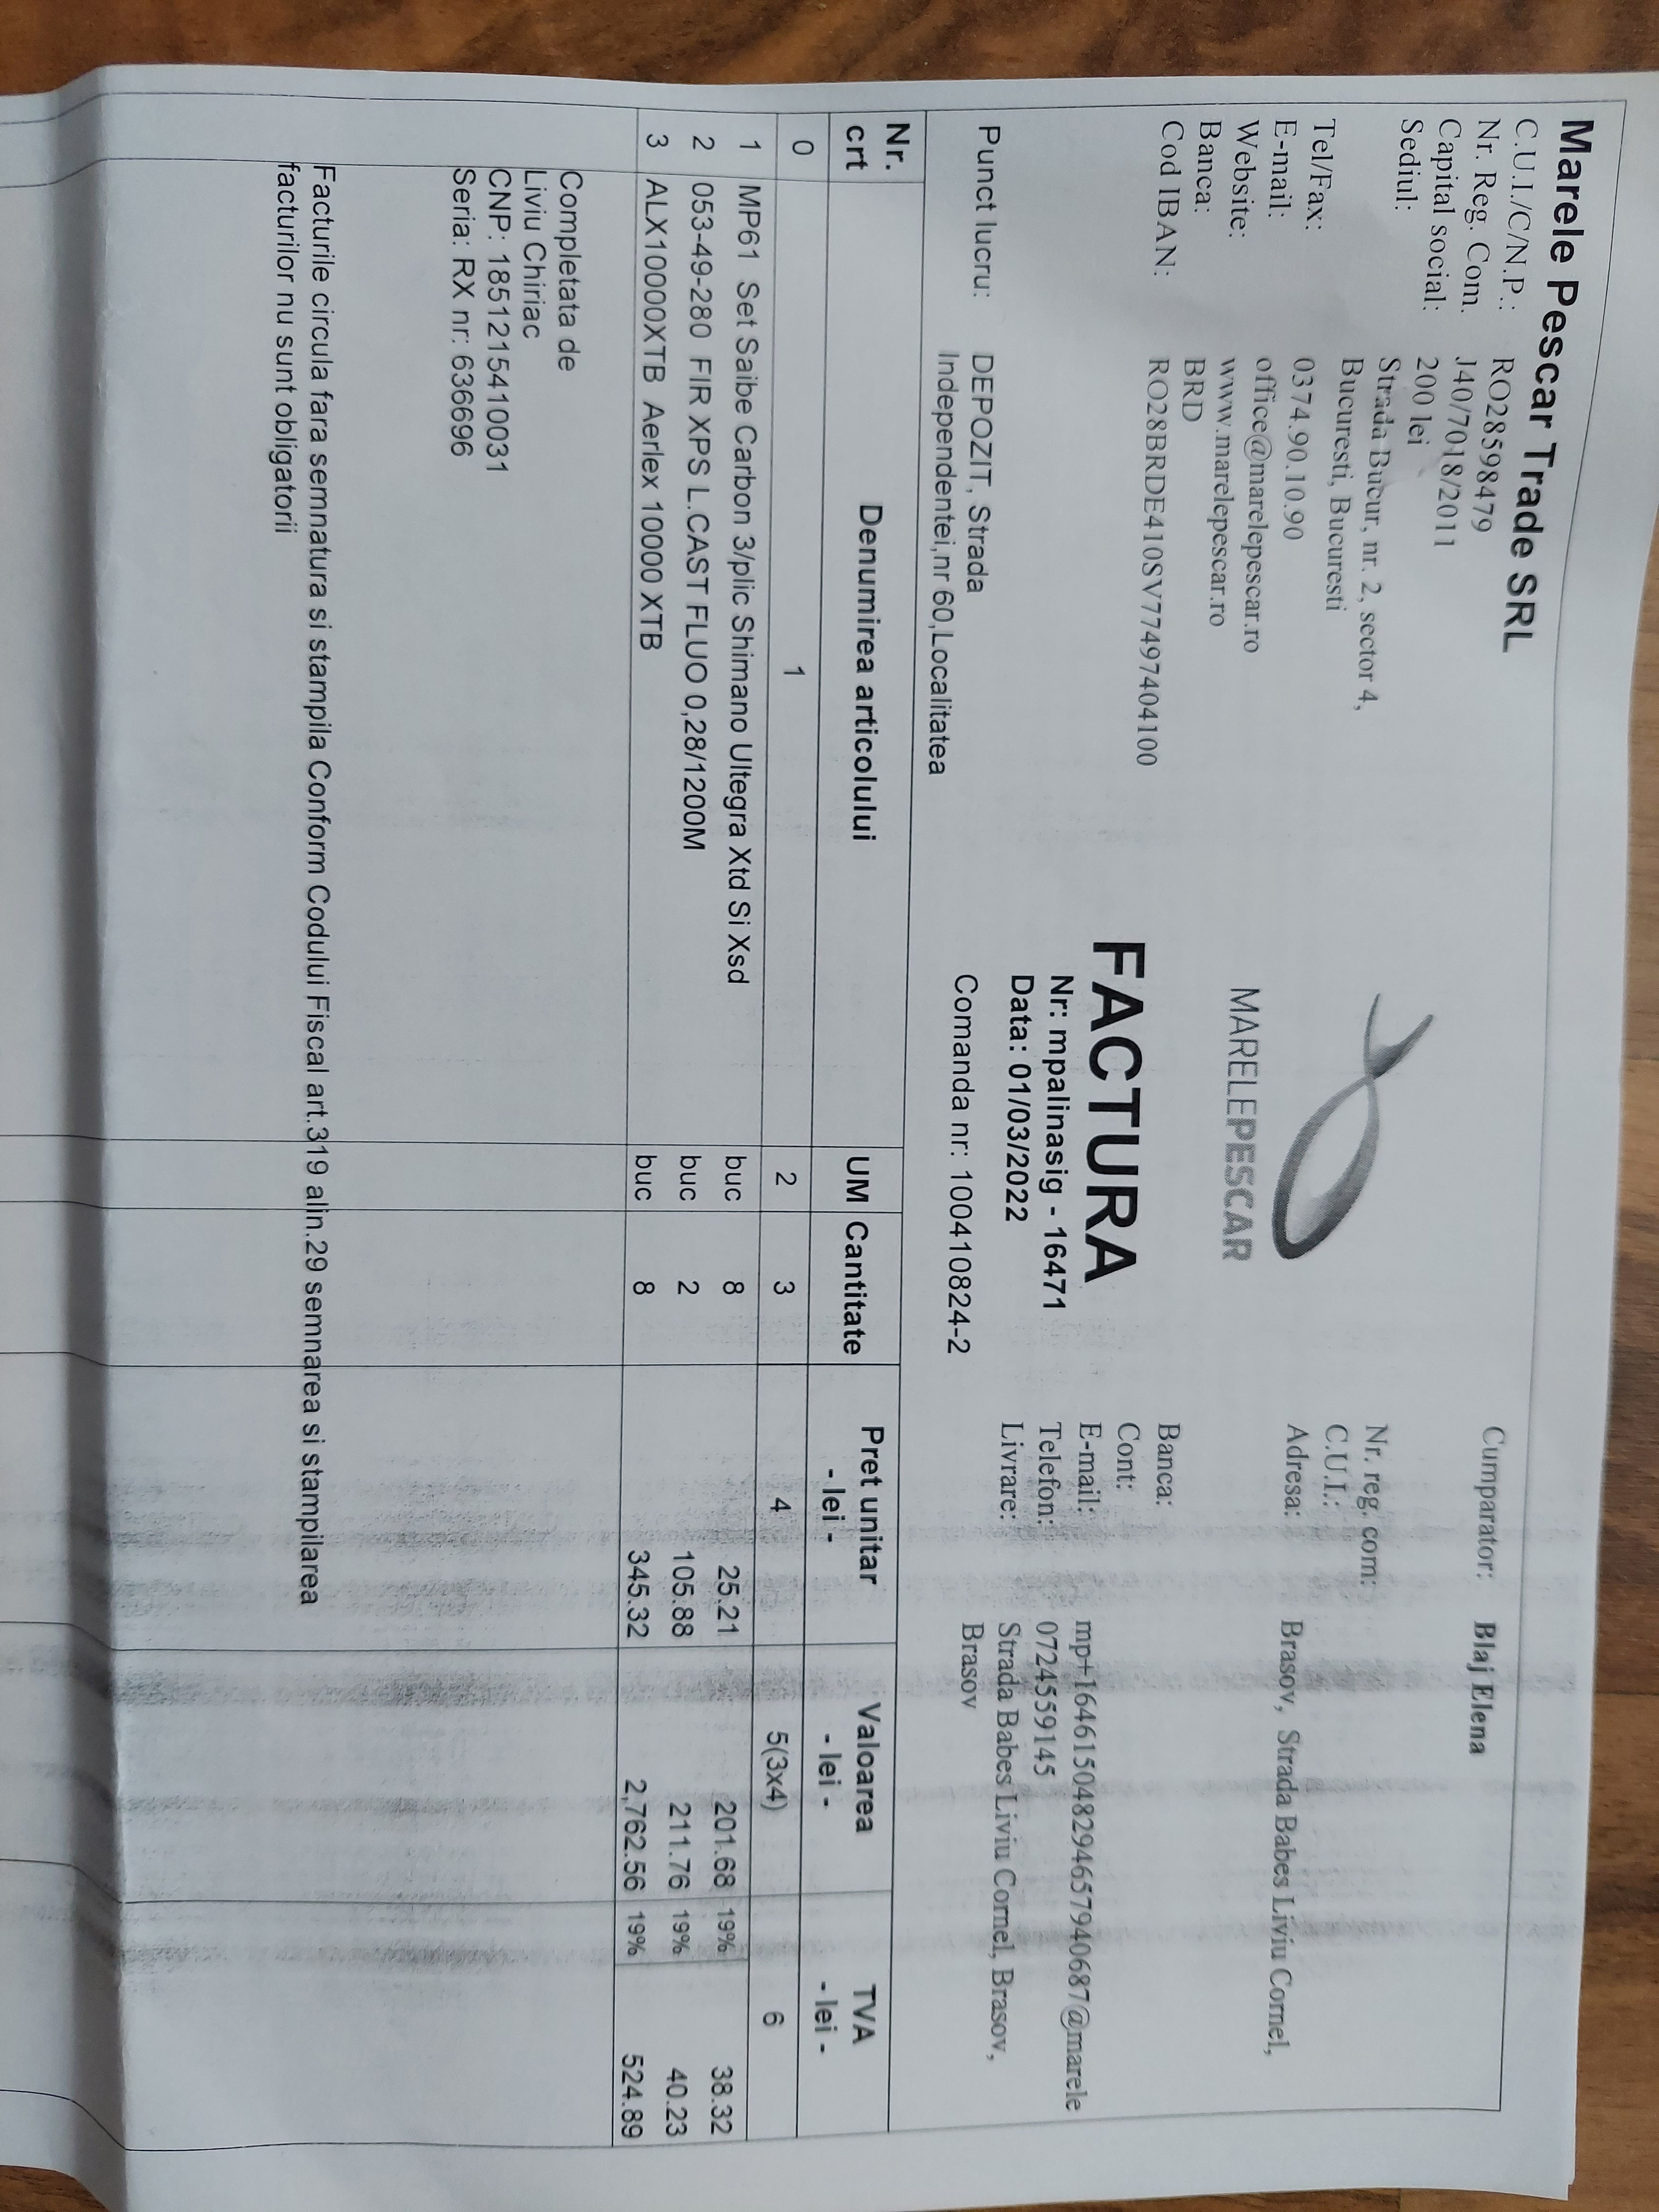 Marele Pescar Trade SRL
C.U.I./C/N.P.: RO28598479
Nr. Reg. Com. J40/7018/2011
Capital social: 200 lei
Sediul: Strada Bucur, nr. 2, sector 4,
Bucuresti, Bucuresti
Tel/Fax: 0374.90.10.90
E-mail: office@marelepescar.ro
Website: www.marelepescar.ro
Banca: BRD
Cod IBAN: RO28BRDE410SV77497404100
Punct lucru: DEPOZIT, Strada
Independentei,nr 60,Localitatea
MARELEPESCAR
FACTURA
Nr: mpalinasig - 16471
Data: 01/03/2022
Comanda nr: 100410824-2
Cumparator: Blaj Elena
Nr. reg. com:
C.U.I.:
Adresa: Brasov, Strada Babes Liviu Cornel,
Banca:
Cont:
E-mail: mp+164615048294657940687@marele
Telefon: 0724559145
Livrare: Strada Babes Liviu Cornel, Brasov,
Brasov
Nr. crt Denumirea articolului UM Cantitate Pret unitar - lei - Valoarea - lei - TVA - lei -
0 1 2 3 4 5(3x4) 6
1 MP61 Set Saibe Carbon 3/plic Shimano Ultegra Xtd Si Xsd buc 8 25.21 201.68 19% 38.32
2 053-49-280 FIR XPS L.CAST FLUO 0,28/1200M buc 2 105.88 211.76 19% 40.23
3 ALX10000XTB Aerlex 10000 XTB buc 8 345.32 2,762.56 19% 524.89
Completata de
Liviu Chiriac
CNP: 1851215410031
Seria: RX nr: 636696
Facturile circula fara semnatura si stampila Conform Codului Fiscal art.319 alin.29 semnarea si stampilarea
facturilor nu sunt obligatorii